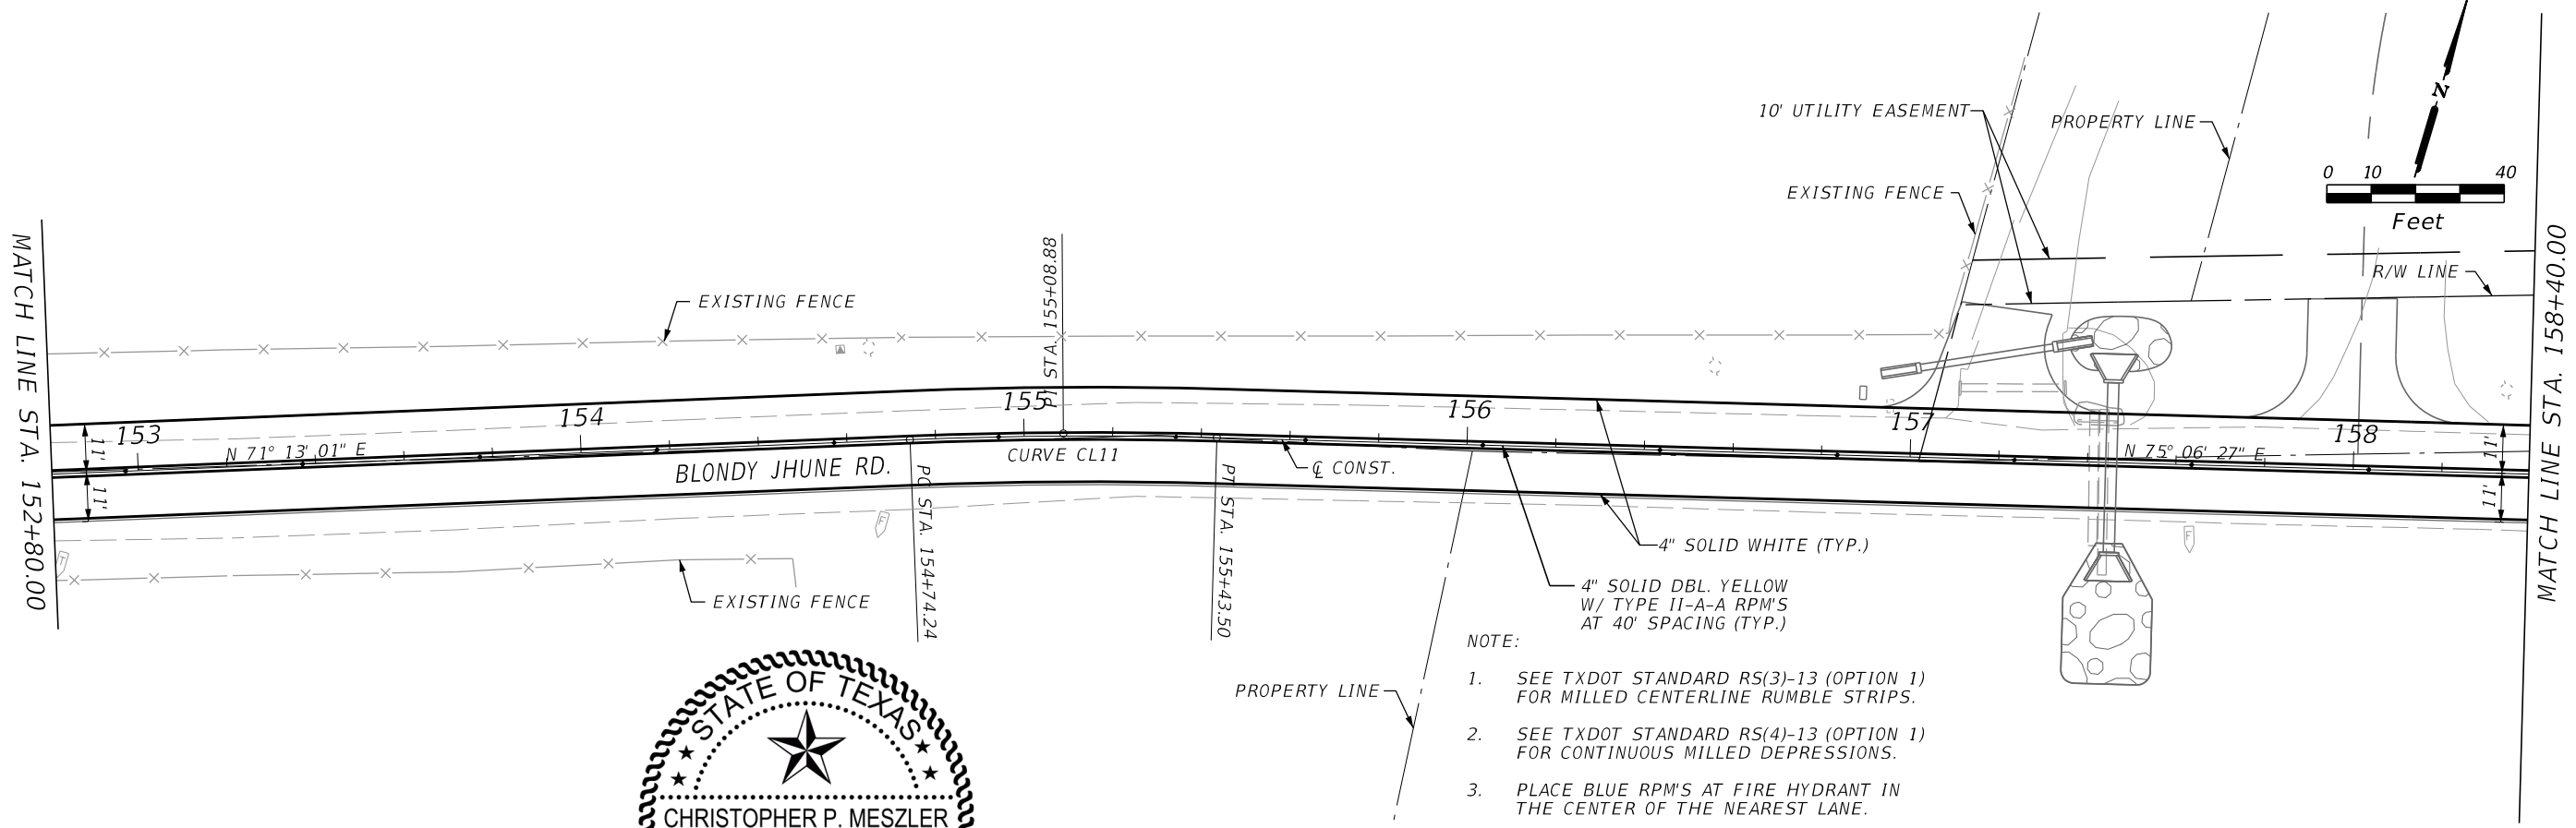 MATCH LINE STA. 152+80.00
11'
11'
153
N 71° 13' 01" E
EXISTING FENCE
EXISTING FENCE
154
BLONDY JHUNE RD.
PC STA. 154+74.24
155
PI STA. 155+08.88
CURVE CL11
PT STA. 155+43.50
℄ CONST.
156
PROPERTY LINE
4" SOLID WHITE (TYP.)
4" SOLID DBL. YELLOW
W/ TYPE II-A-A RPM'S
AT 40' SPACING (TYP.)
10' UTILITY EASEMENT
EXISTING FENCE
PROPERTY LINE
157
N 75° 06' 27" E
158
R/W LINE
N
0 10 40
Feet
11'
11'
MATCH LINE STA. 158+40.00
F
F
T
NOTE:
1. SEE TXDOT STANDARD RS(3)-13 (OPTION 1)
FOR MILLED CENTERLINE RUMBLE STRIPS.
2. SEE TXDOT STANDARD RS(4)-13 (OPTION 1)
FOR CONTINUOUS MILLED DEPRESSIONS.
3. PLACE BLUE RPM'S AT FIRE HYDRANT IN
THE CENTER OF THE NEAREST LANE.
STATE OF TEXAS
CHRISTOPHER P. MESZLER